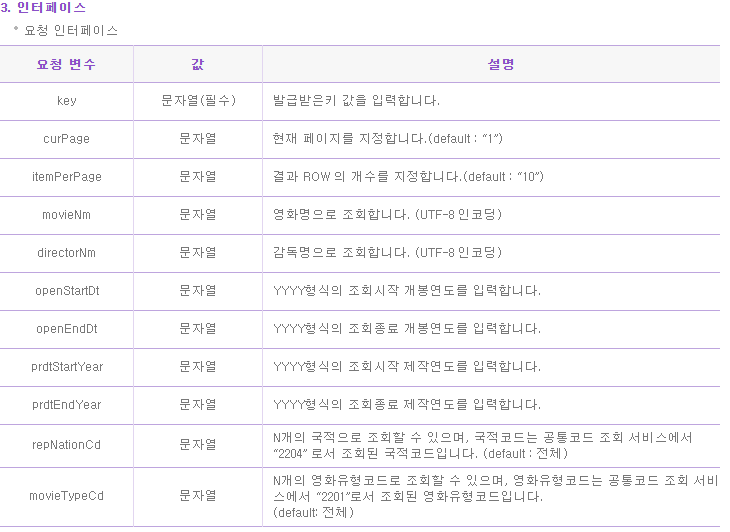 3. 인터페이스
* 요청 인터페이스
요청 변수 값 설명
key 문자열(필수) 발급받은키 값을 입력합니다.
curPage 문자열 현재 페이지를 지정합니다.(default : “1”)
itemPerPage 문자열 결과 ROW 의 개수를 지정합니다.(default : “10”)
movieNm 문자열 영화명으로 조회합니다. (UTF-8 인코딩)
directorNm 문자열 감독명으로 조회합니다. (UTF-8 인코딩)
openStartDt 문자열 YYYY형식의 조회시작 개봉연도를 입력합니다.
openEndDt 문자열 YYYY형식의 조회종료 개봉연도를 입력합니다.
prdtStartYear 문자열 YYYY형식의 조회시작 제작연도를 입력합니다.
prdtEndYear 문자열 YYYY형식의 조회종료 제작연도를 입력합니다.
repNationCd 문자열 N개의 국적으로 조회할 수 있으며, 국적코드는 공통코드 조회 서비스에서
“2204” 로서 조회된 국적코드입니다. (default : 전체)
movieTypeCd 문자열 N개의 영화유형코드로 조회할 수 있으며, 영화유형코드는 공통코드 조회 서비
스에서 “2201”로서 조회된 영화유형코드입니다.
(default: 전체)